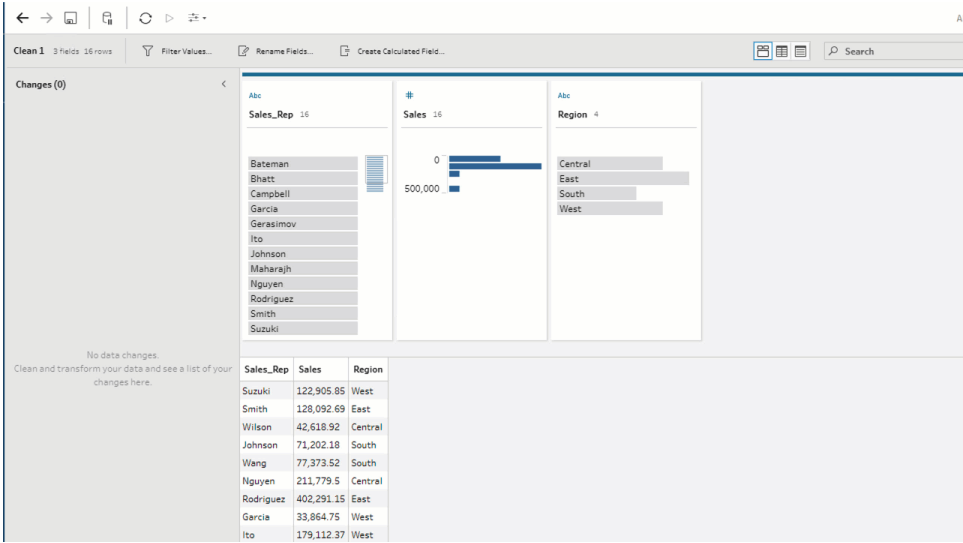 A
Clean 1 3 fields 16 rows Filter Values... Rename Fields... Create Calculated Field... Search
Changes (0)
No data changes.
Clean and transform your data and see a list of your
changes here.
Abc
Sales_Rep 16
Bateman
Bhatt
Campbell
Garcia
Gerasimov
Ito
Johnson
Maharajh
Nguyen
Rodriguez
Smith
Suzuki
#
Sales 16
0
500,000
Abc
Region 4
Central
East
South
West
Sales_Rep Sales Region
Suzuki 122,905.85 West
Smith 128,092.69 East
Wilson 42,618.92 Central
Johnson 71,202.18 South
Wang 77,373.52 South
Nguyen 211,779.5 Central
Rodriguez 402,291.15 East
Garcia 33,864.75 West
Ito 179,112.37 West